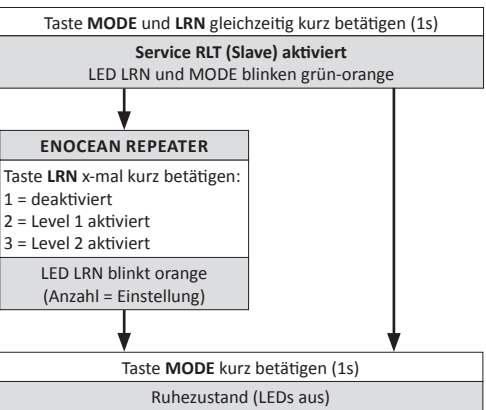 Taste MODE und LRN gleichzeitig kurz betätigen (1s)
Service RLT (Slave) aktiviert
LED LRN und MODE blinken grün-orange
ENOCEAN REPEATER
Taste LRN x-mal kurz betätigen:
1 = deaktiviert
2 = Level 1 aktiviert
3 = Level 2 aktiviert
LED LRN blinkt orange
(Anzahl = Einstellung)
Taste MODE kurz betätigen (1s)
Ruhezustand (LEDs aus)